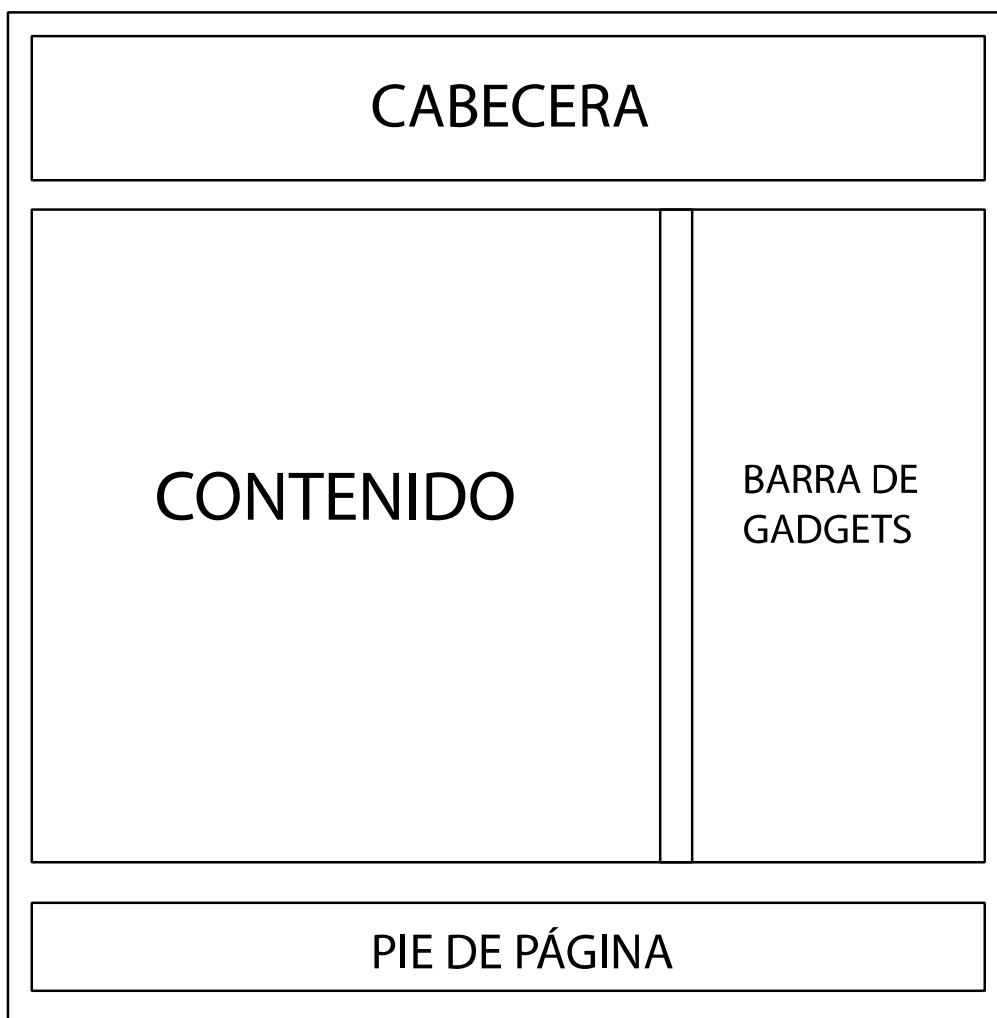 CABECERA
CONTENIDO
BARRA DE
GADGETS
PIE DE PÁGINA